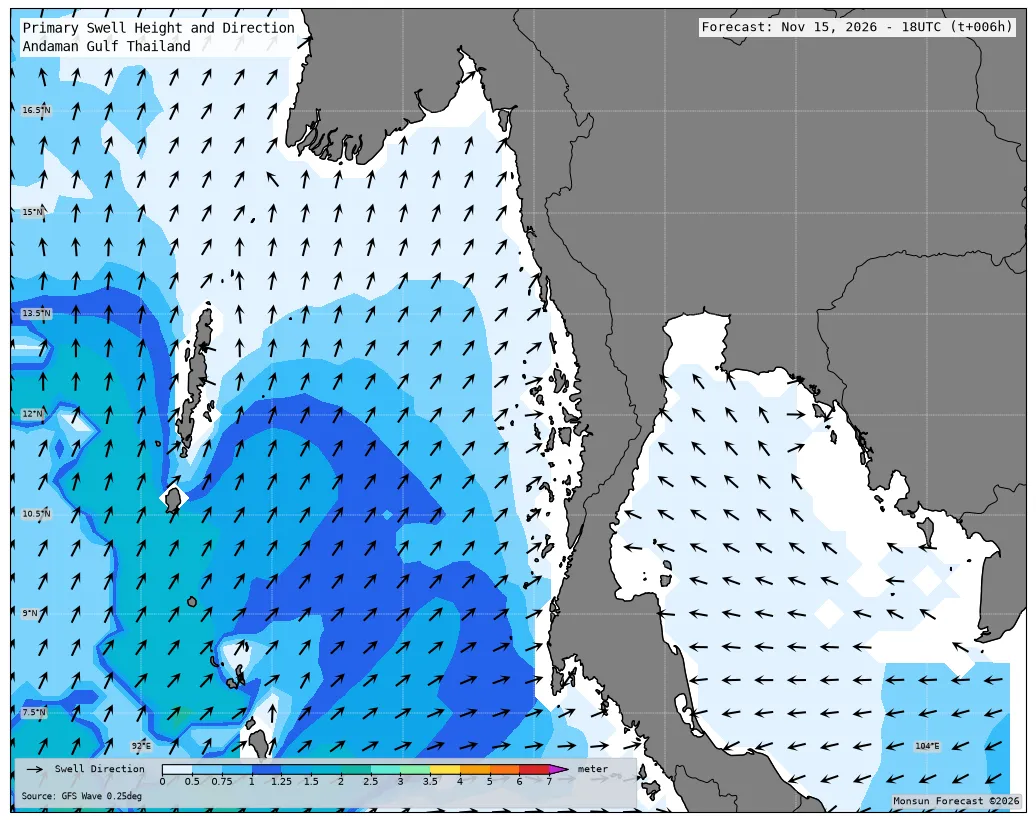 Primary Swell Height and Direction
Andaman Gulf Thailand
Forecast: Nov 15, 2026 - 18UTC (t+006h)
16.5°N
15°N
13.5°N
12°N
10.5°N
9°N
7.5°N
92°E
104°E
Swell Direction
0 0.5 0.75 1 1.25 1.5 2 2.5 3 3.5 4 5 6 7
meter
Source: GFS Wave 0.25deg
Monsun Forecast ©2026